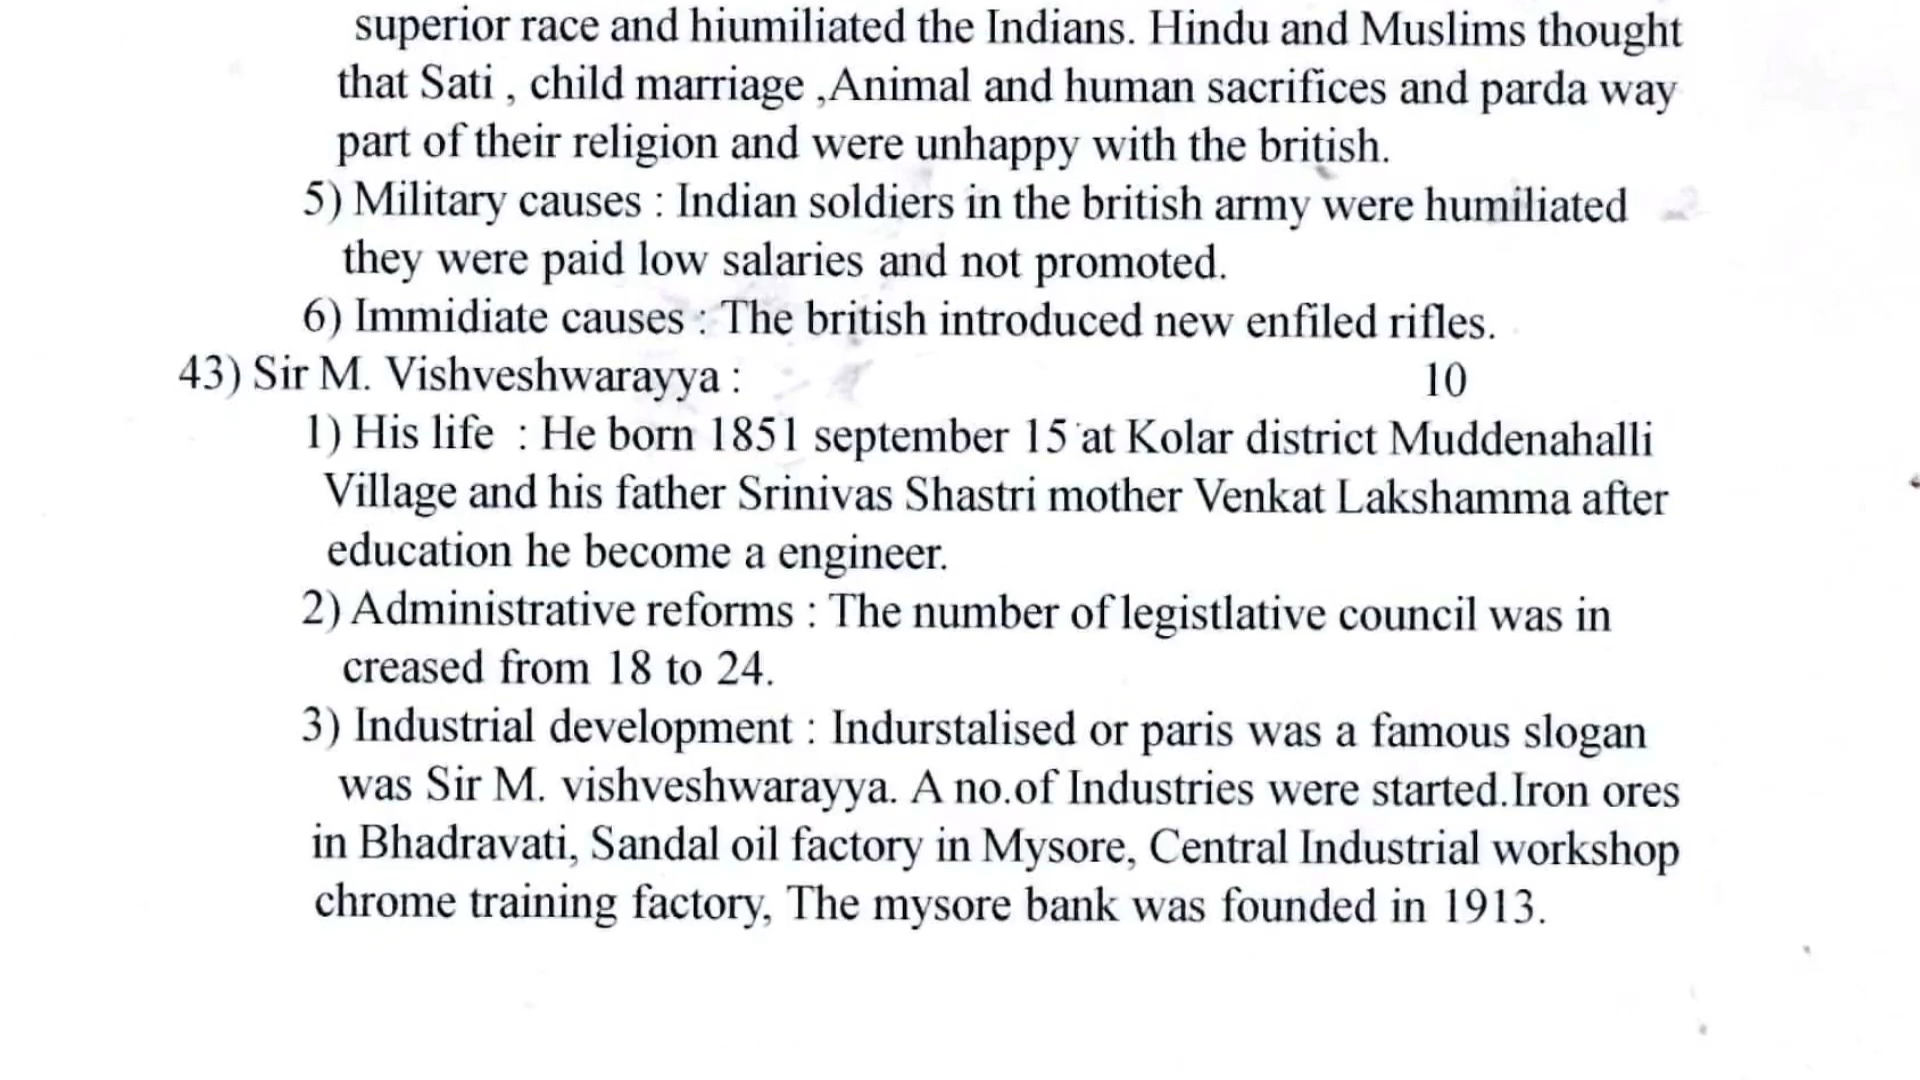 superior race and hiumiliated the Indians. Hindu and Muslims thought
that Sati , child marriage ,Animal and human sacrifices and parda way
part of their religion and were unhappy with the british.
5) Military causes : Indian soldiers in the british army were humiliated
they were paid low salaries and not promoted.
6) Immidiate causes : The british introduced new enfiled rifles.
43) Sir M. Vishveshwarayya : 10
1) His life : He born 1851 september 15 at Kolar district Muddenahalli
Village and his father Srinivas Shastri mother Venkat Lakshamma after
education he become a engineer.
2) Administrative reforms : The number of legistlative council was in
creased from 18 to 24.
3) Industrial development : Indurstalised or paris was a famous slogan
was Sir M. vishveshwarayya. A no.of Industries were started.Iron ores
in Bhadravati, Sandal oil factory in Mysore, Central Industrial workshop
chrome training factory, The mysore bank was founded in 1913.